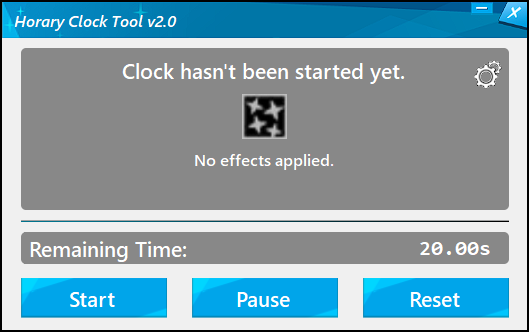 Horary Clock Tool v2.0
Clock hasn't been started yet.
No effects applied.
Remaining Time: 20.00s
Start Pause Reset